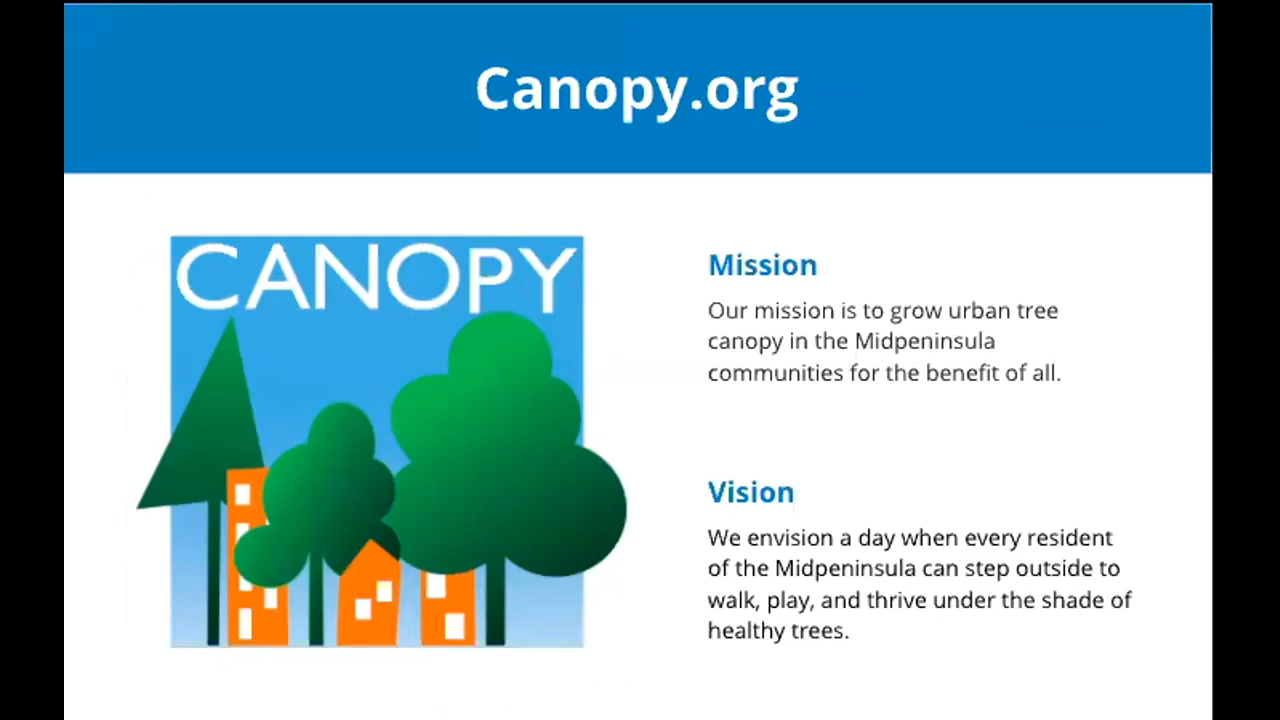 Canopy.org
CANOPY
Mission
Our mission is to grow urban tree
canopy in the Midpeninsula
communities for the benefit of all.
Vision
We envision a day when every resident
of the Midpeninsula can step outside to
walk, play, and thrive under the shade of
healthy trees.